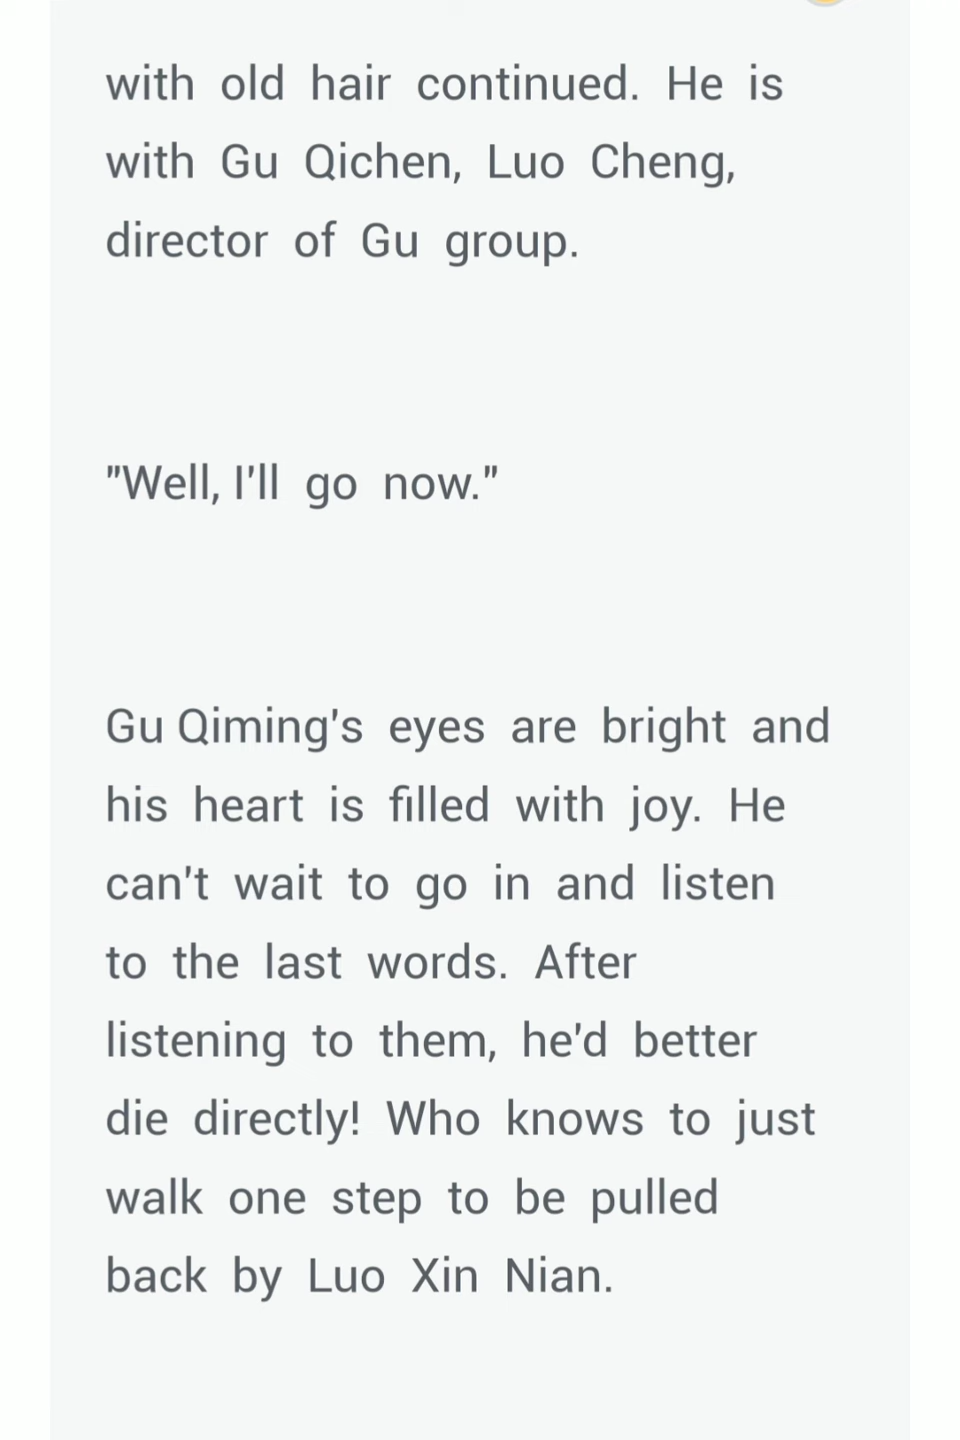 with old hair continued. He is
with Gu Qichen, Luo Cheng,
director of Gu group.
"Well, I'll go now."
Gu Qiming's eyes are bright and
his heart is filled with joy. He
can't wait to go in and listen
to the last words. After
listening to them, he'd better
die directly! Who knows to just
walk one step to be pulled
back by Luo Xin Nian.